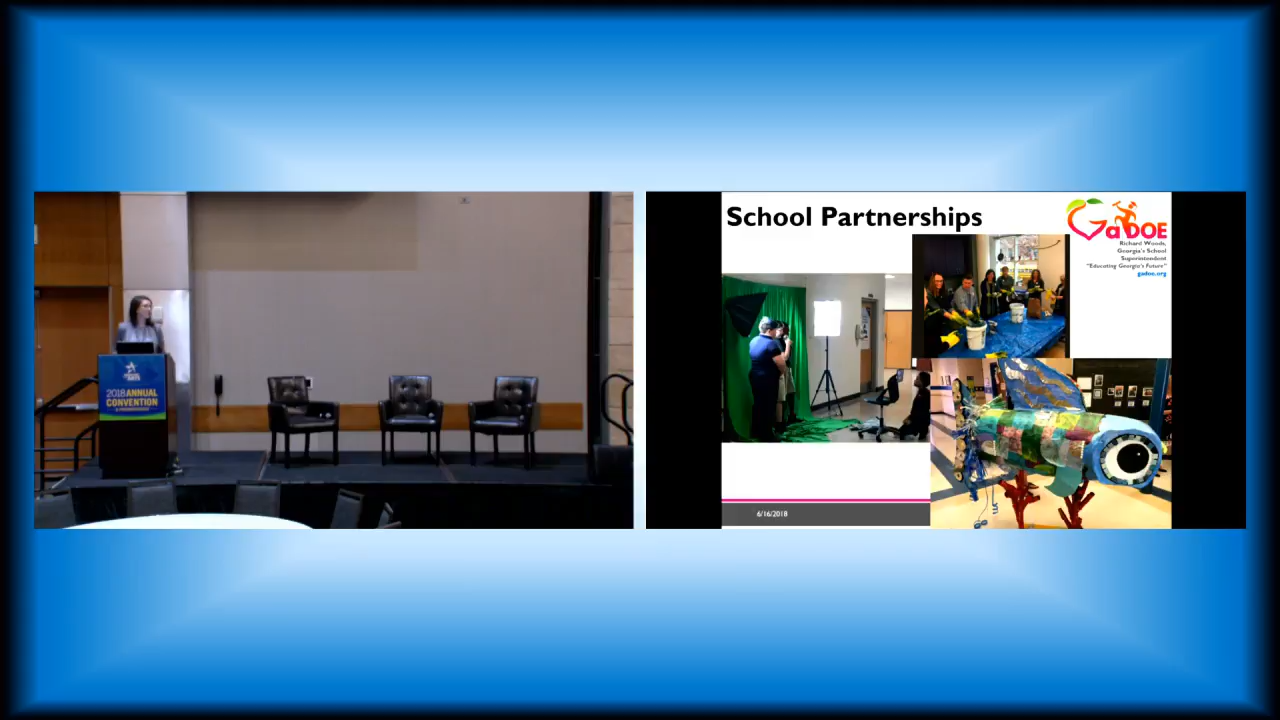 2018 ANNUAL
CONVENTION
School Partnerships
GaDOE
Richard Woods,
Georgia's School
Superintendent
"Educating Georgia's Future"
gadoe.org
6/16/2018